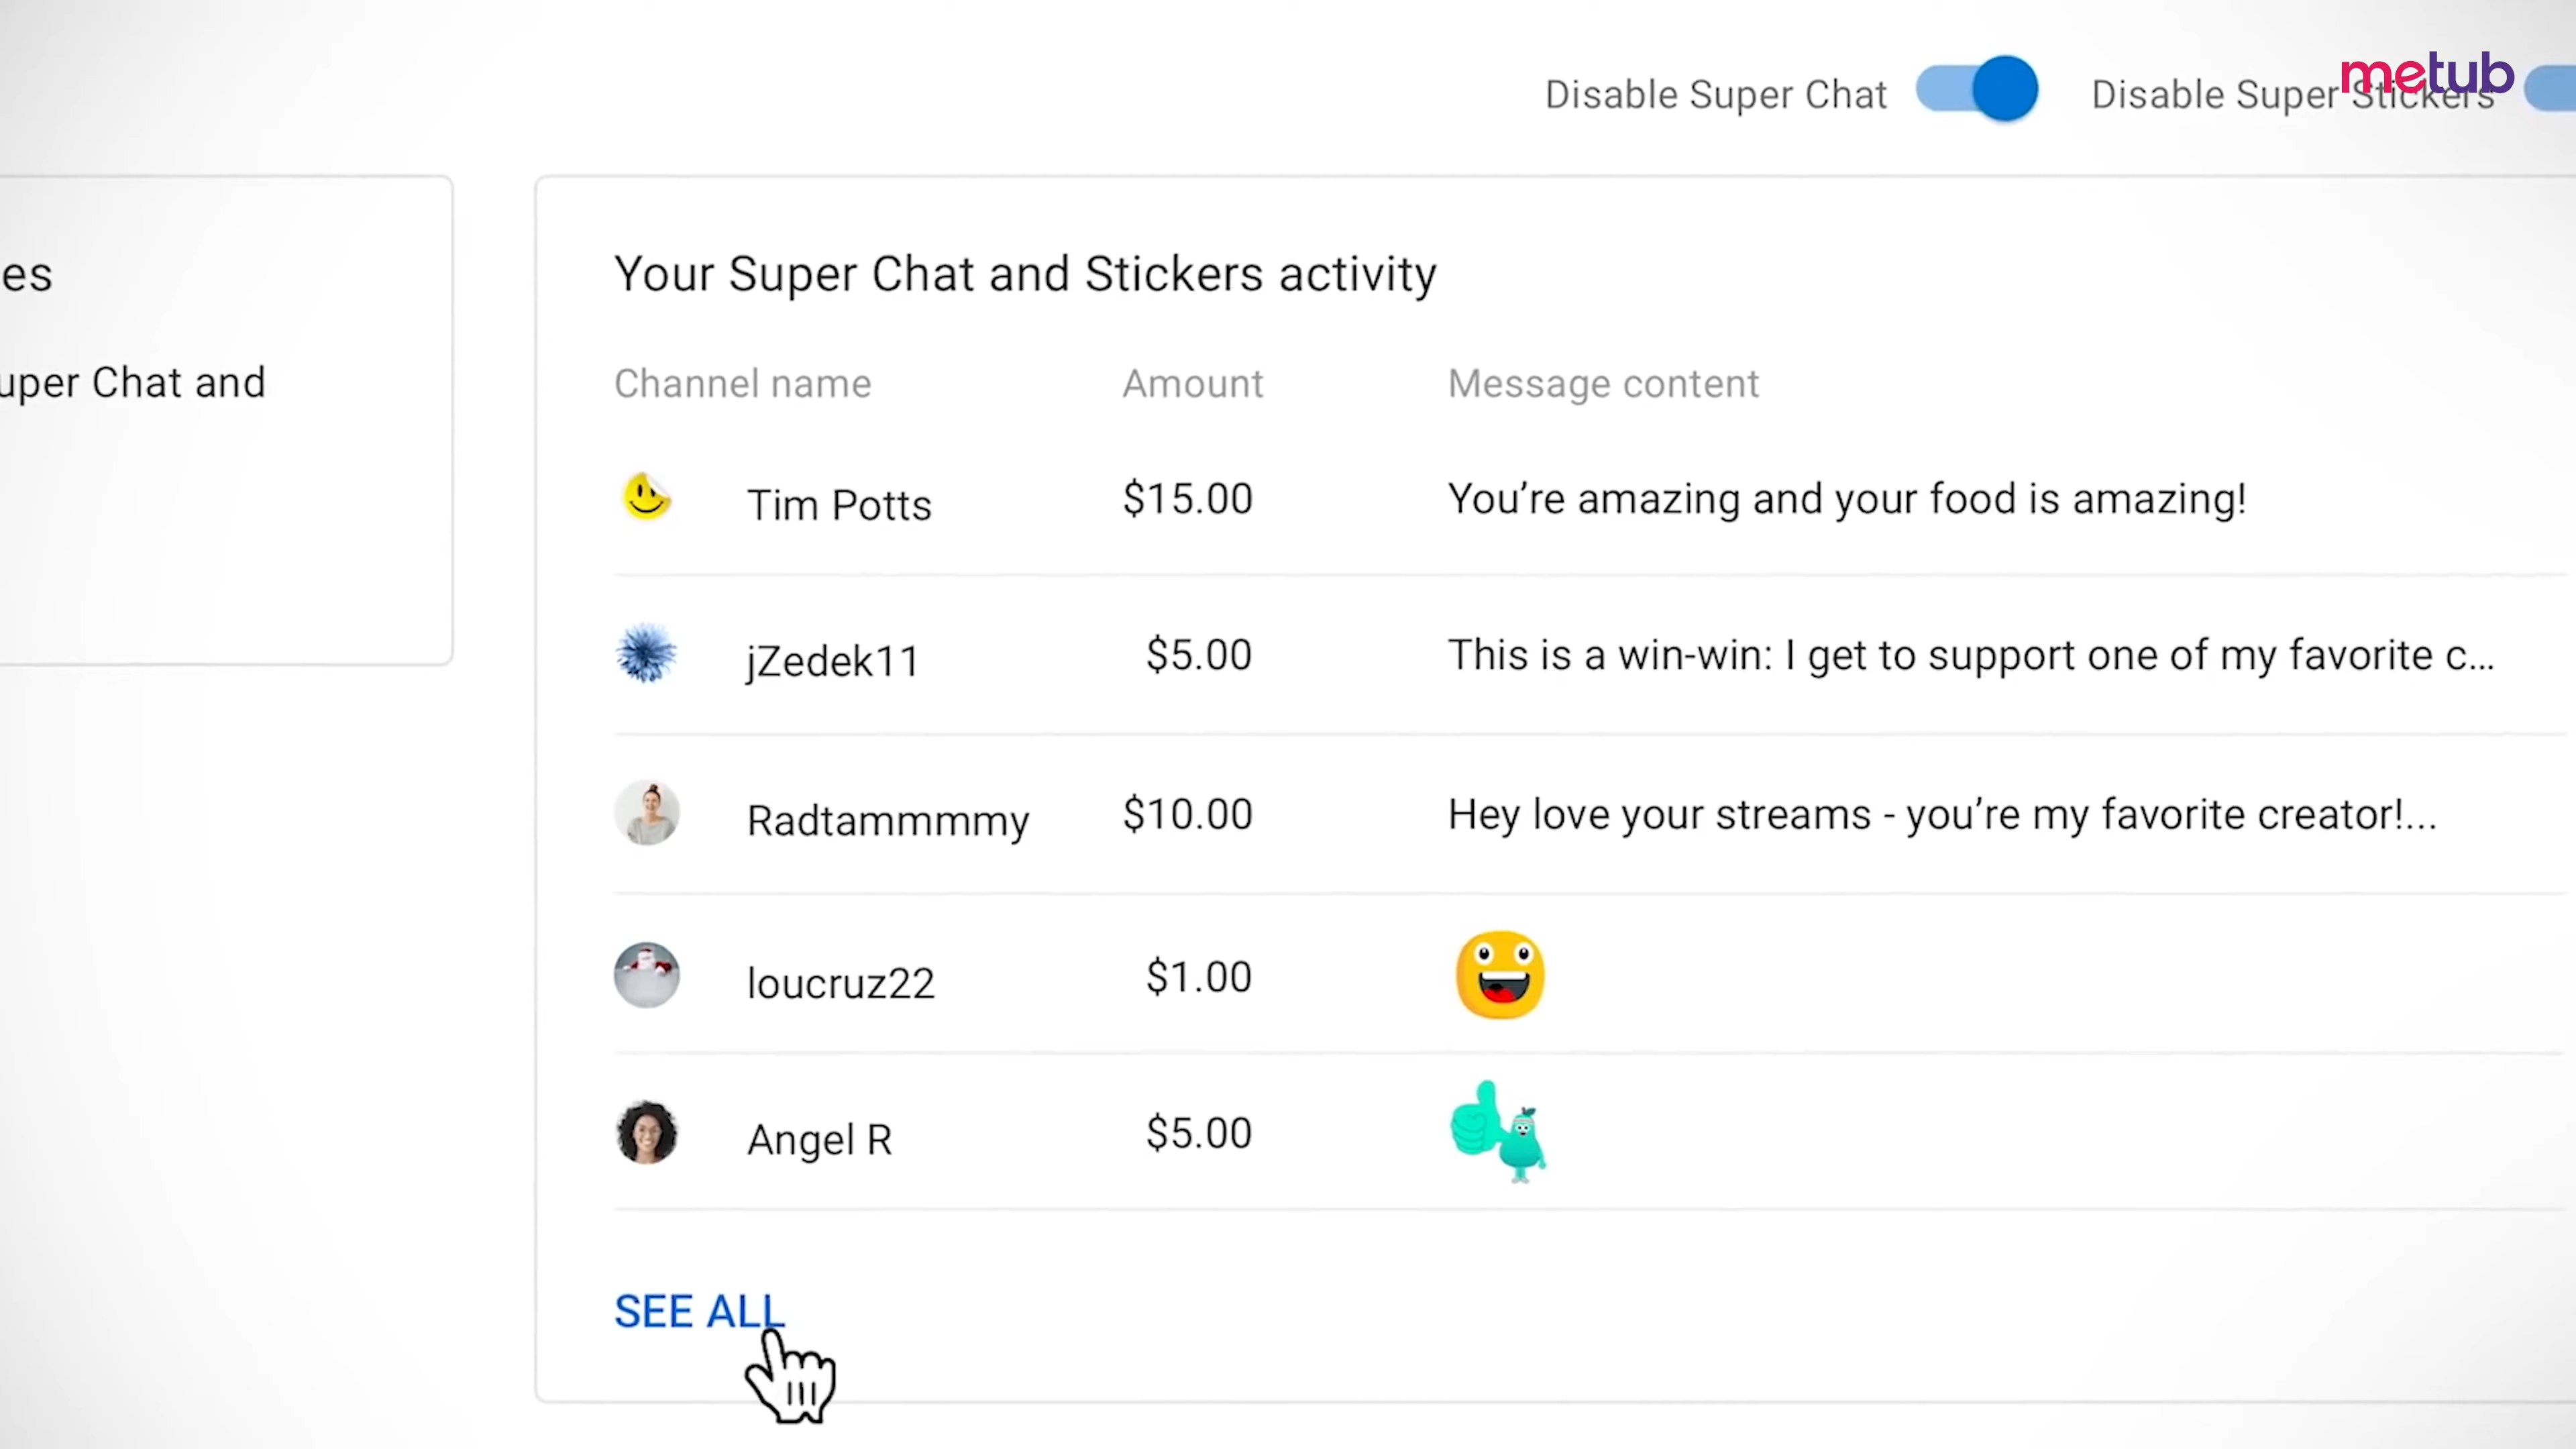 metub
Disable Super Chat
Disable Super Stickers
es
uper Chat and
Your Super Chat and Stickers activity
Channel name Amount Message content
Tim Potts $15.00 You’re amazing and your food is amazing!
jZedek11 $5.00 This is a win-win: I get to support one of my favorite c...
Radtammmmy $10.00 Hey love your streams - you’re my favorite creator!...
loucruz22 $1.00
Angel R $5.00
SEE ALL